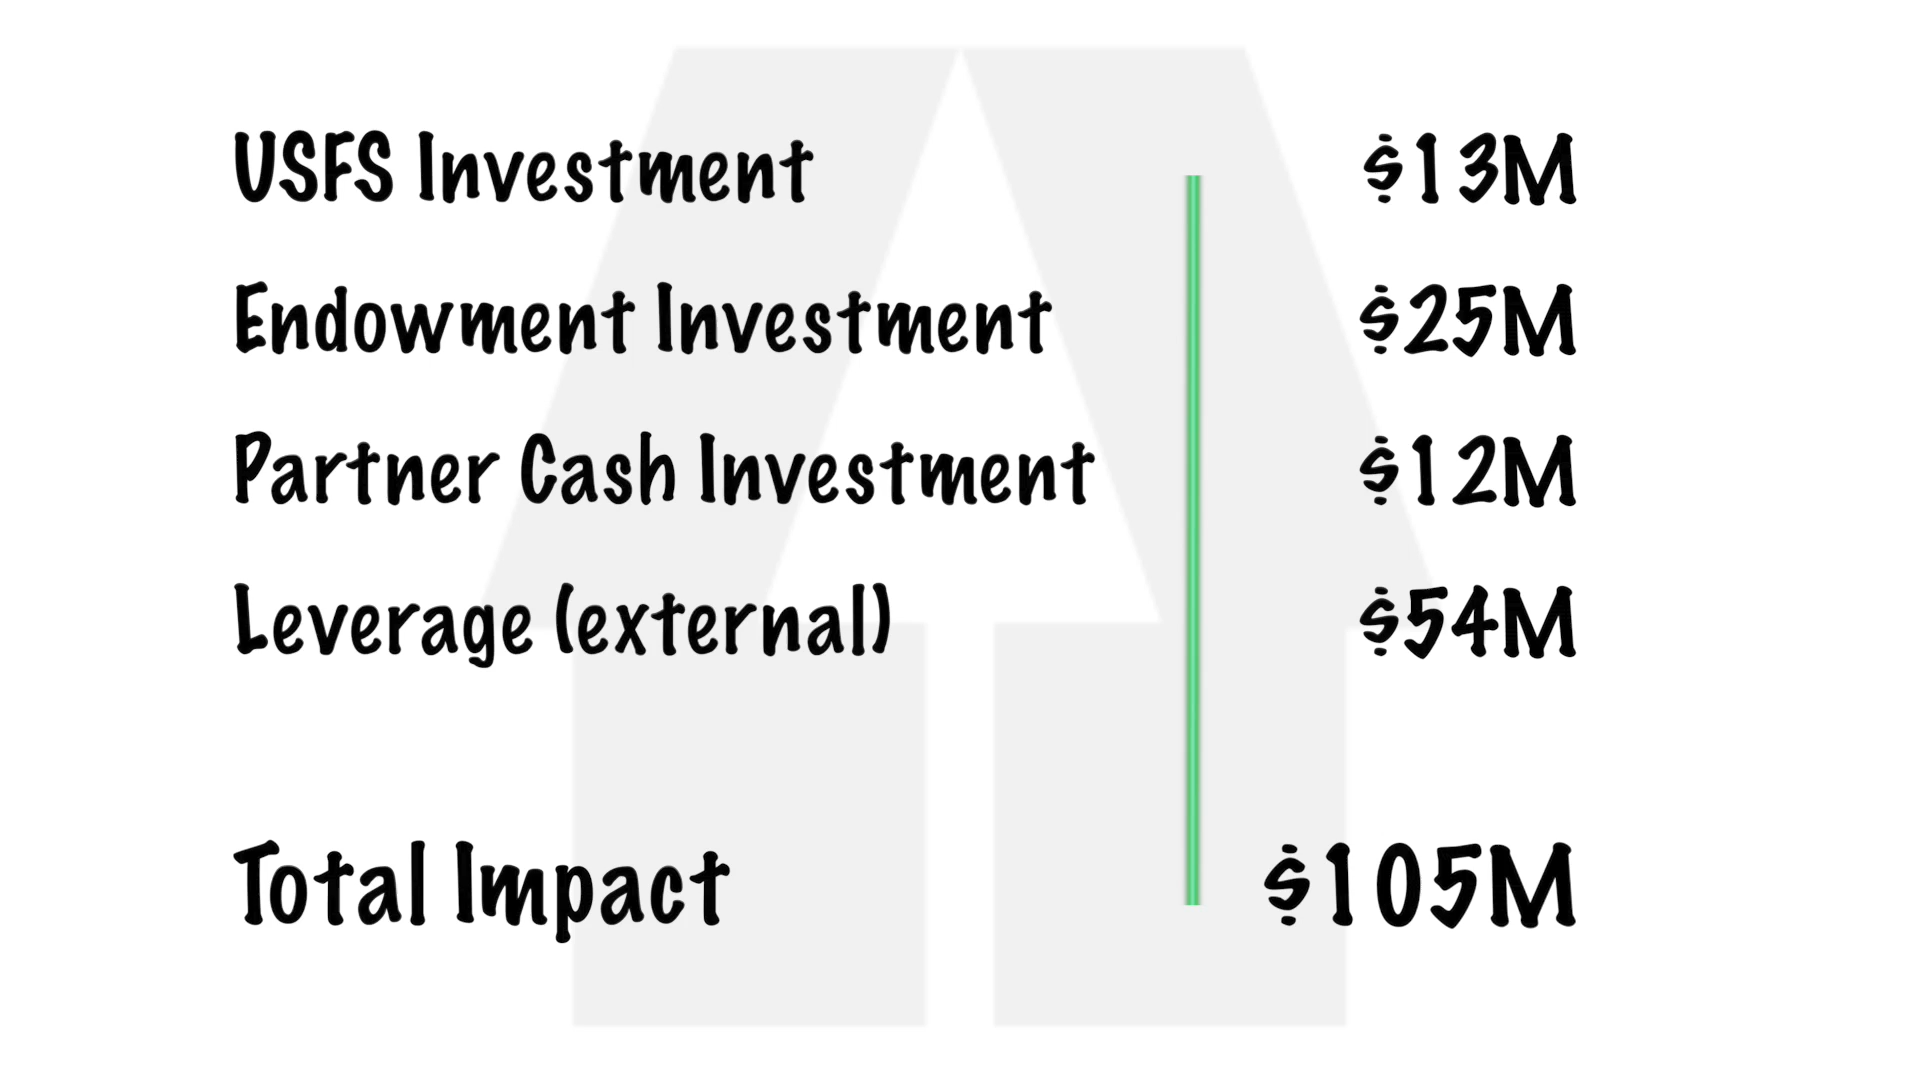 USFS Investment $13M
Endowment Investment $25M
Partner Cash Investment $12M
Leverage (external) $54M
Total Impact $105M